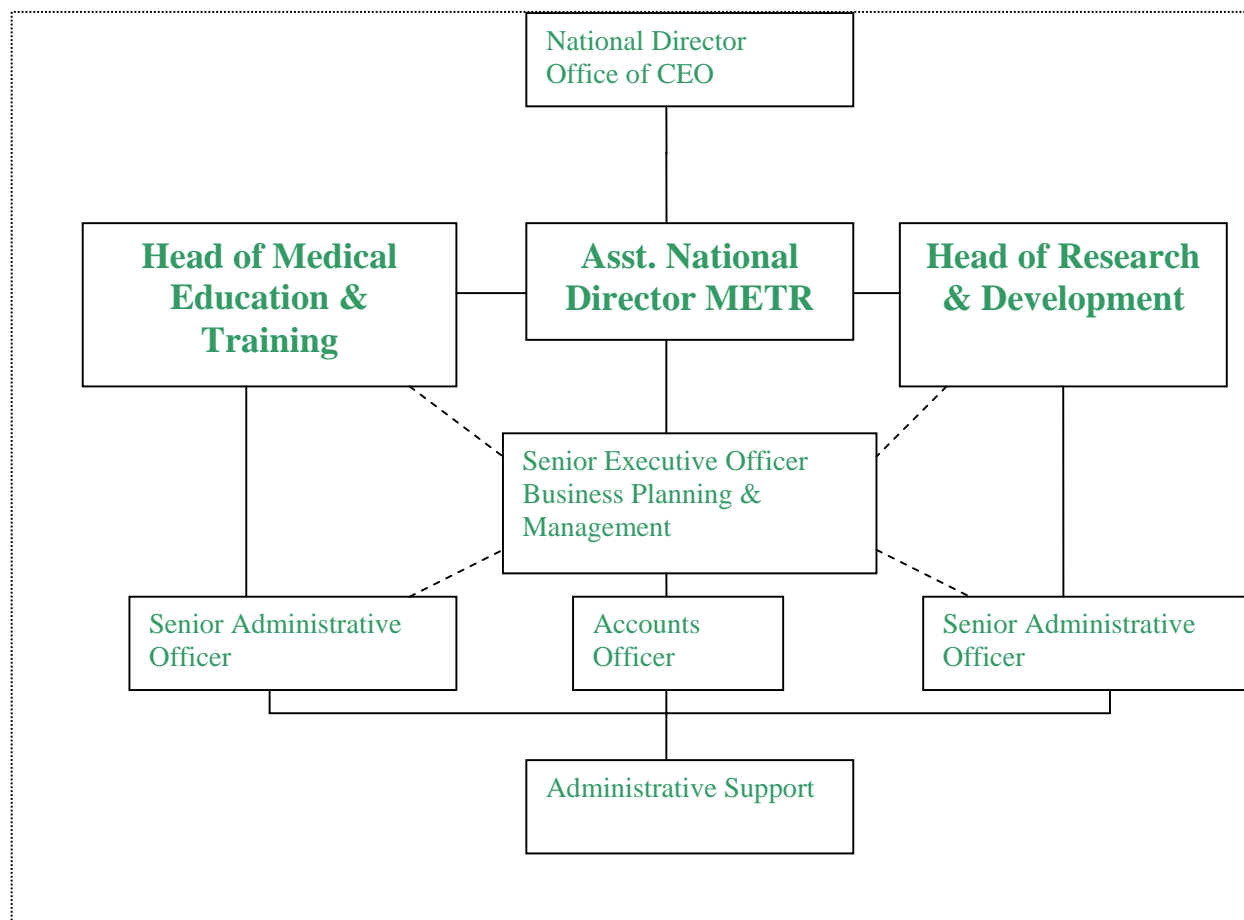 National Director
Office of CEO
Head of Medical
Education &
Training
Asst. National
Director METR
Head of Research
& Development
Senior Executive Officer
Business Planning &
Management
Senior Administrative
Officer
Accounts
Officer
Senior Administrative
Officer
Administrative Support